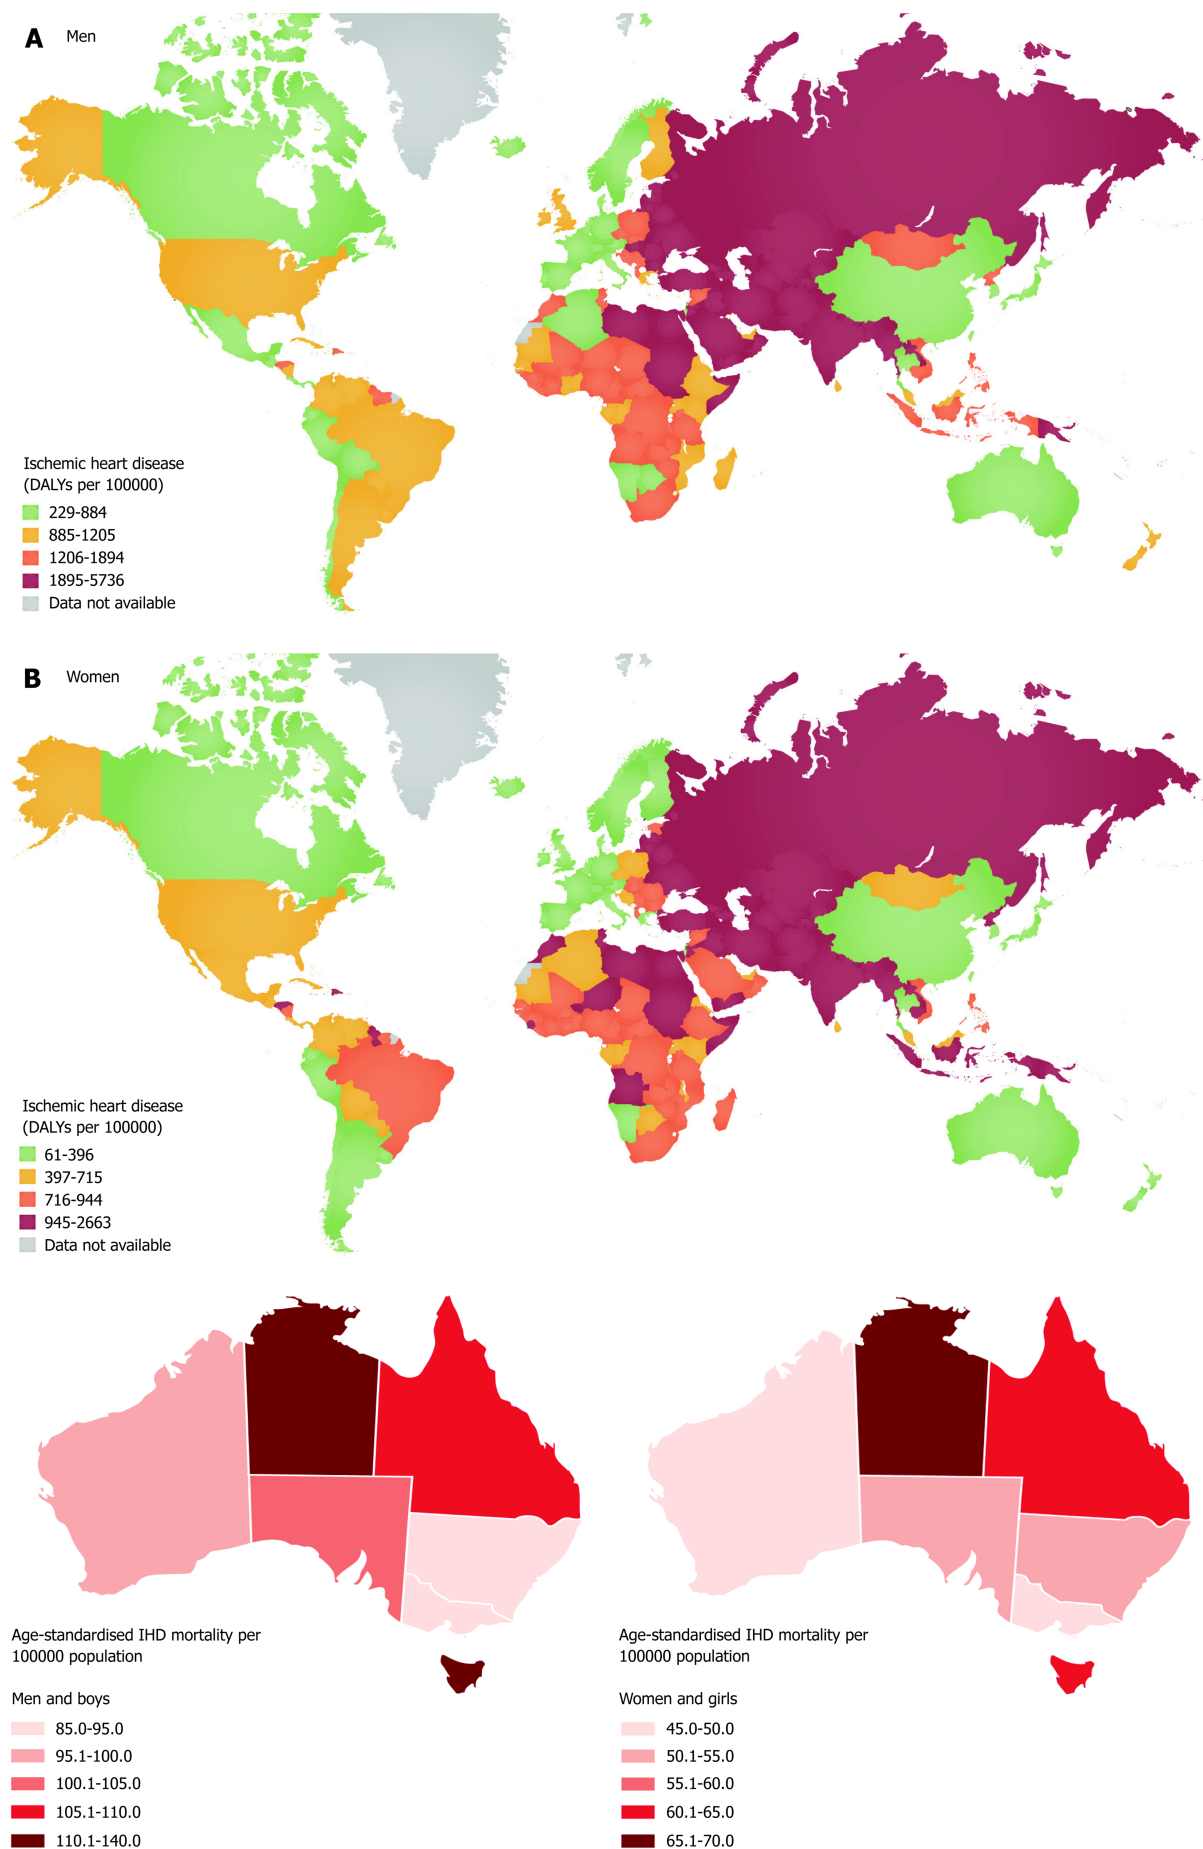 A Men
Ischemic heart disease
(DALYs per 100000)
229-884
885-1205
1206-1894
1895-5736
Data not available
B Women
Ischemic heart disease
(DALYs per 100000)
61-396
397-715
716-944
945-2663
Data not available
Age-standardised IHD mortality per
100000 population
Men and boys
85.0-95.0
95.1-100.0
100.1-105.0
105.1-110.0
110.1-140.0
Age-standardised IHD mortality per
100000 population
Women and girls
45.0-50.0
50.1-55.0
55.1-60.0
60.1-65.0
65.1-70.0